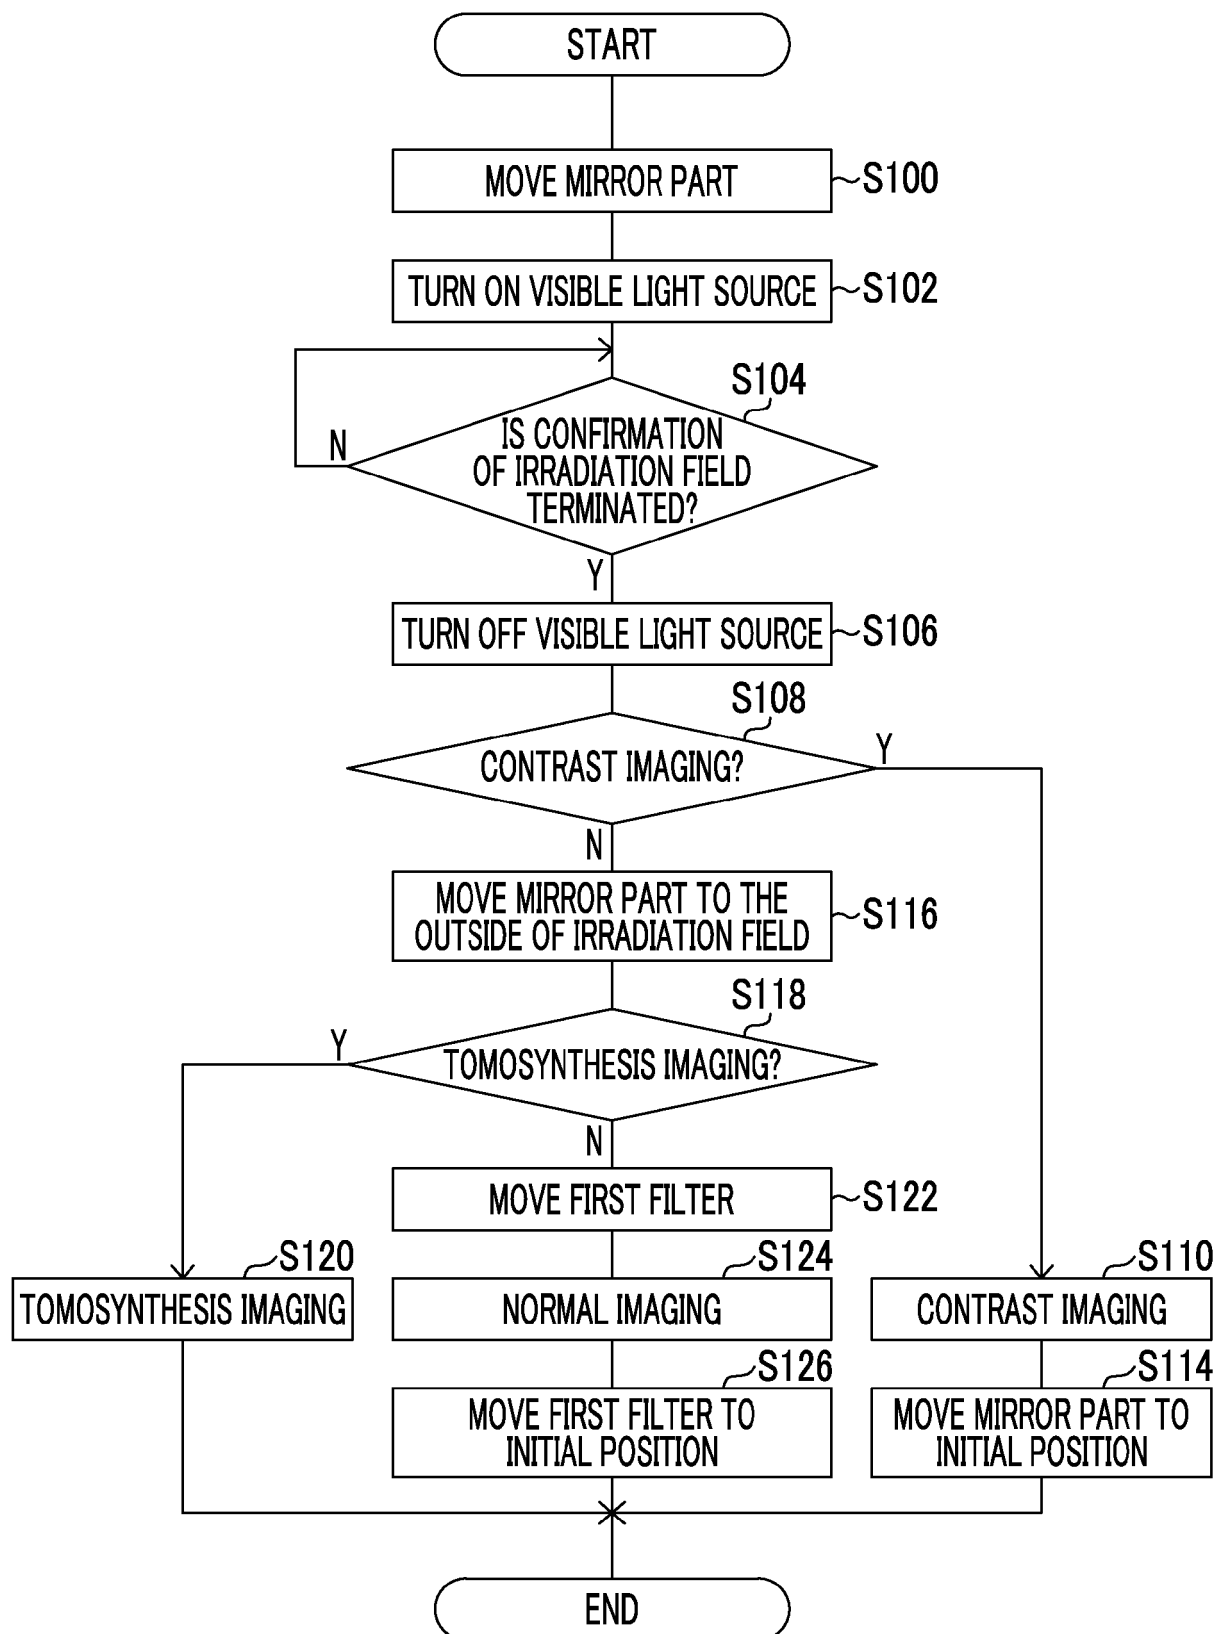 START
MOVE MIRROR PART
S100
TURN ON VISIBLE LIGHT SOURCE
S102
S104
IS CONFIRMATION
OF IRRADIATION FIELD
TERMINATED?
N
Y
TURN OFF VISIBLE LIGHT SOURCE
S106
S108
CONTRAST IMAGING?
Y
N
MOVE MIRROR PART TO THE
OUTSIDE OF IRRADIATION FIELD
S116
S118
Y
TOMOSYNTHESIS IMAGING?
N
MOVE FIRST FILTER
S122
S120
TOMOSYNTHESIS IMAGING
S124
NORMAL IMAGING
S110
CONTRAST IMAGING
S126
MOVE FIRST FILTER TO
INITIAL POSITION
S114
MOVE MIRROR PART TO
INITIAL POSITION
END